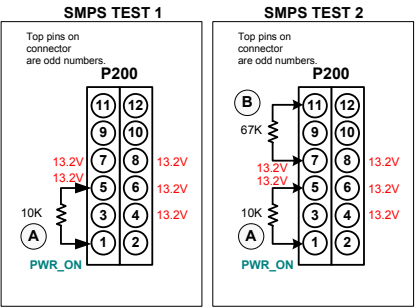 SMPS TEST 1
Top pins on
connector
are odd numbers.
P200
11 12
9 10
13.2V 7 8 13.2V
13.2V 5 6 13.2V
10K 3 4 13.2V
A 1 2
PWR_ON
SMPS TEST 2
Top pins on
connector
are odd numbers.
P200
B 11 12
67K 9 10
7 8 13.2V
13.2V
13.2V 5 6 13.2V
10K 3 4 13.2V
A 1 2
PWR_ON